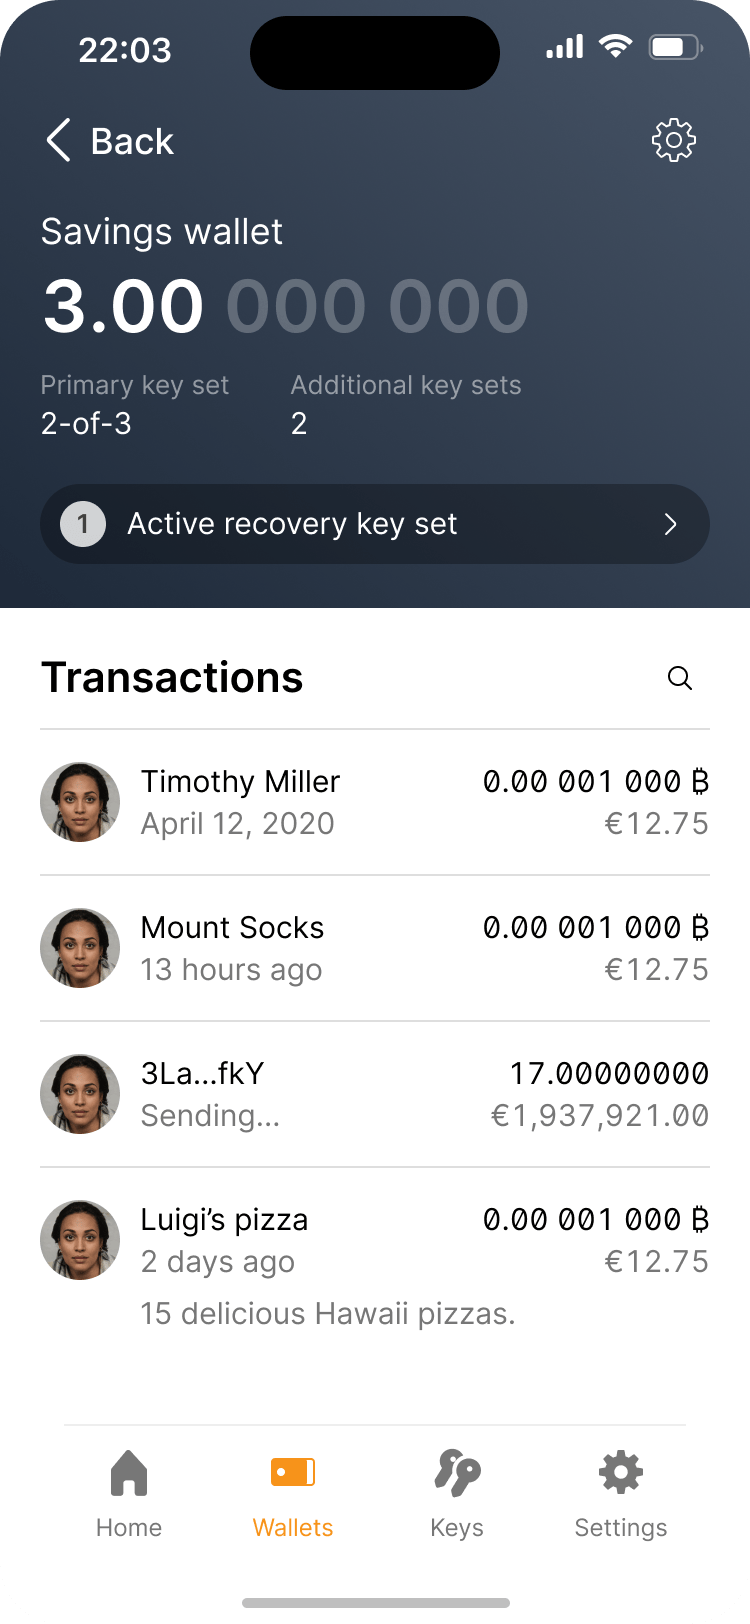 22:03
Back
Savings wallet
3.00 000 000
Primary key set Additional key sets
2-of-3 2
1 Active recovery key set
Transactions
Timothy Miller 0.00 001 000 ₿
April 12, 2020 €12.75
Mount Socks 0.00 001 000 ₿
13 hours ago €12.75
3La...fkY 17.00000000
Sending... €1,937,921.00
Luigi’s pizza 0.00 001 000 ₿
2 days ago €12.75
15 delicious Hawaii pizzas.
Home Wallets Keys Settings